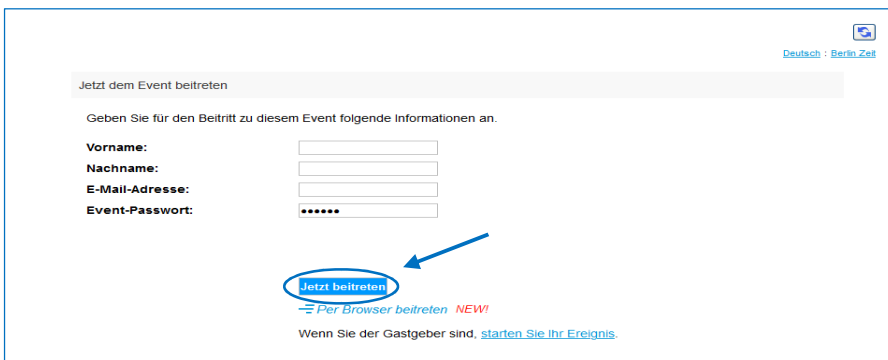 Deutsch : Berlin Zeit
Jetzt dem Event beitreten
Geben Sie für den Beitritt zu diesem Event folgende Informationen an.
Vorname:
Nachname:
E-Mail-Adresse:
Event-Passwort: ••••••
Jetzt beitreten
Per Browser beitreten NEW!
Wenn Sie der Gastgeber sind, starten Sie Ihr Ereignis.